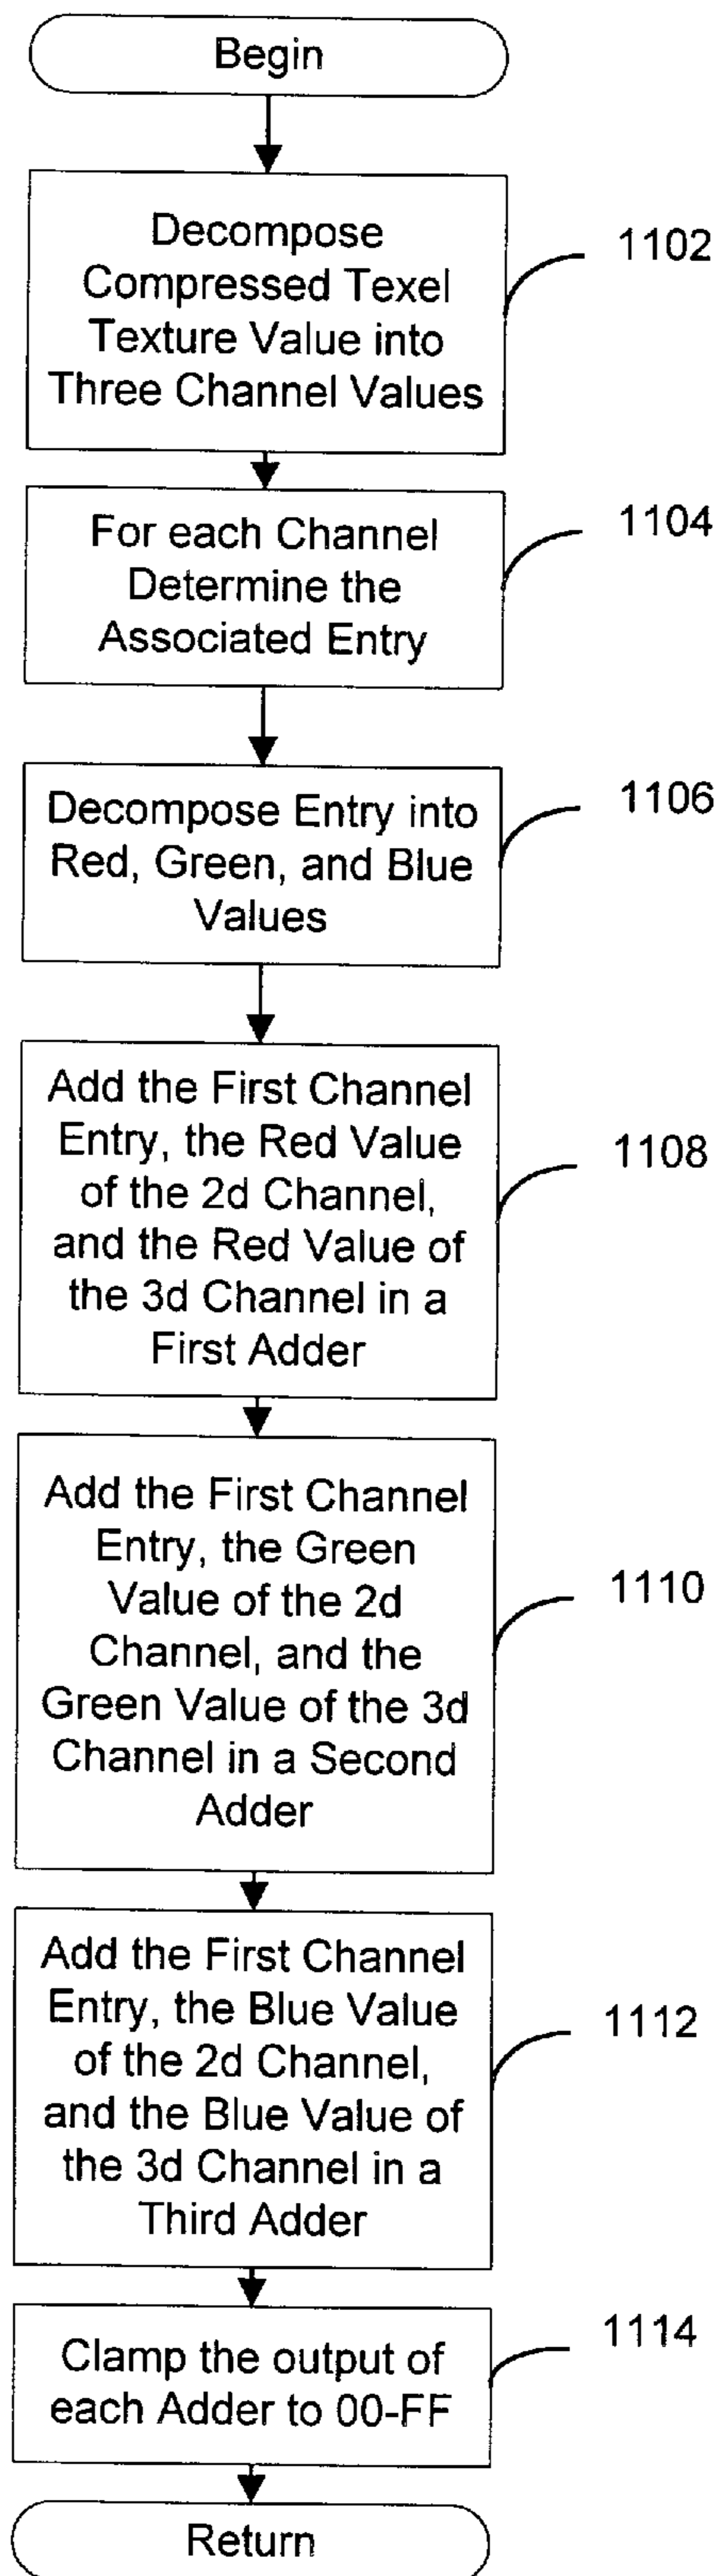 Begin
Decompose
Compressed Texel
Texture Value into
Three Channel Values
1102
For each Channel
Determine the
Associated Entry
1104
Decompose Entry into
Red, Green, and Blue
Values
1106
Add the First Channel
Entry, the Red Value
of the 2d Channel,
and the Red Value of
the 3d Channel in a
First Adder
1108
Add the First Channel
Entry, the Green
Value of the 2d
Channel, and the
Green Value of the 3d
Channel in a Second
Adder
1110
Add the First Channel
Entry, the Blue Value
of the 2d Channel,
and the Blue Value of
the 3d Channel in a
Third Adder
1112
Clamp the output of
each Adder to 00-FF
1114
Return